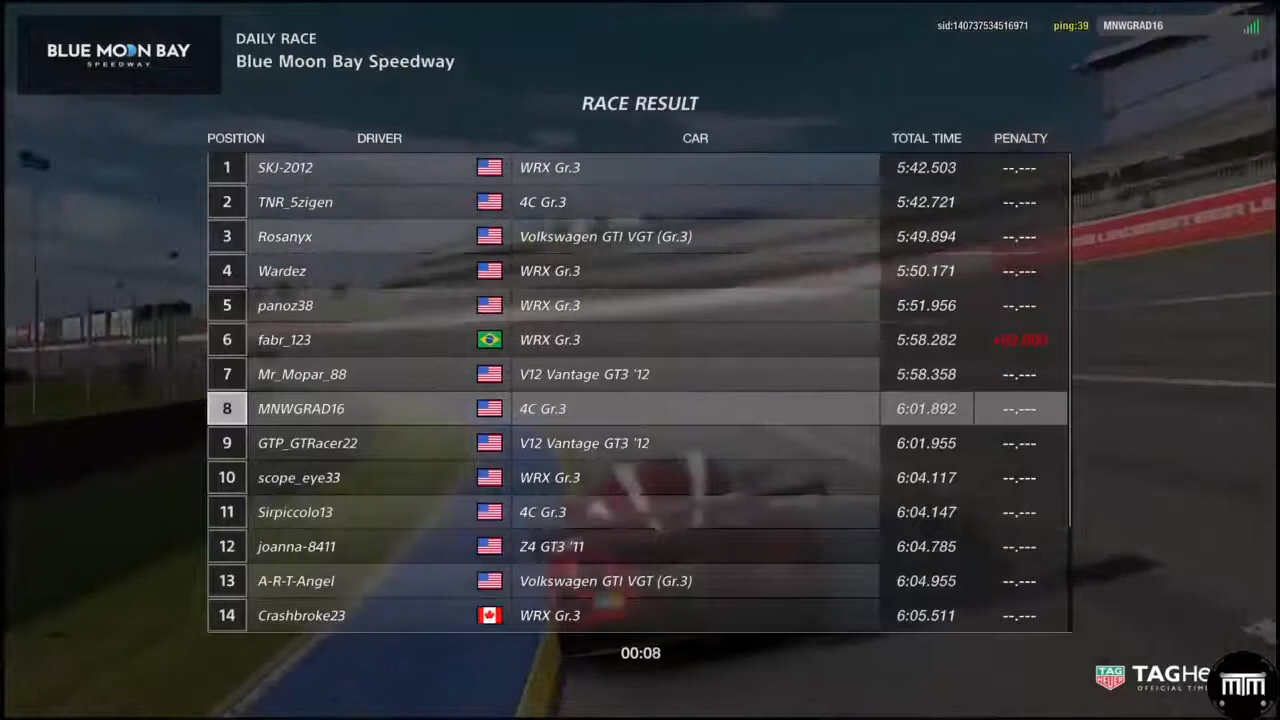 sid:140737534516971 ping:39 MNWGRAD16
BLUE MOON BAY
SPEEDWAY
DAILY RACE
Blue Moon Bay Speedway
RACE RESULT
POSITION DRIVER CAR TOTAL TIME PENALTY
1 SKJ-2012 WRX Gr.3 5:42.503 --.---
2 TNR_5zigen 4C Gr.3 5:42.721 --.---
3 Rosanyx Volkswagen GTI VGT (Gr.3) 5:49.894 --.---
4 Wardez WRX Gr.3 5:50.171 --.---
5 panoz38 WRX Gr.3 5:51.956 --.---
6 fabr_123 WRX Gr.3 5:58.282
7 Mr_Mopar_88 V12 Vantage GT3 '12 5:58.358 --.---
8 MNWGRAD16 4C Gr.3 6:01.892 --.---
9 GTP_GTRacer22 V12 Vantage GT3 '12 6:01.955 --.---
10 scope_eye33 WRX Gr.3 6:04.117 --.---
11 Sirpiccolo13 4C Gr.3 6:04.147 --.---
12 joanna-8411 Z4 GT3 '11 6:04.785 --.---
13 A-R-T-Angel Volkswagen GTI VGT (Gr.3) 6:04.955 --.---
14 Crashbroke23 WRX Gr.3 6:05.511 --.---
00:08
TAG
HEUER
TAGHe
OFFICIAL TIM